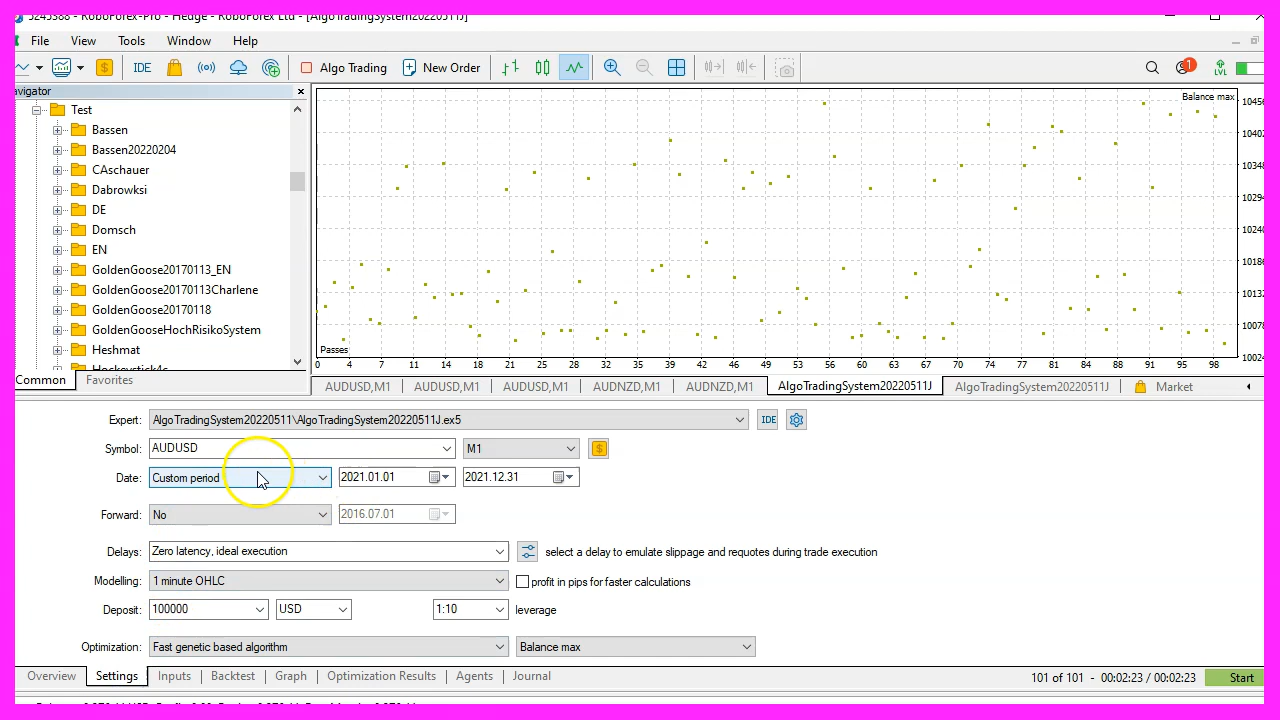 5245388 - RoboForex-Pro - Hedge - RoboForex Ltd - [AlgoTradingSystem20220511J]
File View Tools Window Help
IDE Algo Trading New Order 1 LVL
avigator
Test
Bassen
Bassen20220204
CAschauer
Dabrowksi
DE
Domsch
EN
GoldenGoose20170113_EN
GoldenGoose20170113Charlene
GoldenGoose20170118
GoldenGooseHochRisikoSystem
Heshmat
Hockeystick4s
Common Favorites
Balance max
10456
10402
10348
10294
10240
10186
10132
10078
10024
Passes
0 4 7 11 14 18 21 25 28 32 35 39 42 46 49 53 56 60 63 67 70 74 77 81 84 88 91 95 98
AUDUSD,M1 AUDUSD,M1 AUDUSD,M1 AUDNZD,M1 AUDNZD,M1 AlgoTradingSystem20220511J AlgoTradingSystem20220511J Market
Expert: AlgoTradingSystem20220511\AlgoTradingSystem20220511J.ex5 IDE
Symbol: AUDUSD M1
Date: Custom period 2021.01.01 2021.12.31
Forward: No 2016.07.01
Delays: Zero latency, ideal execution select a delay to emulate slippage and requotes during trade execution
Modelling: 1 minute OHLC profit in pips for faster calculations
Deposit: 100000 USD 1:10 leverage
Optimization: Fast genetic based algorithm Balance max
Overview Settings Inputs Backtest Graph Optimization Results Agents Journal 101 of 101 - 00:02:23 / 00:02:23 Start